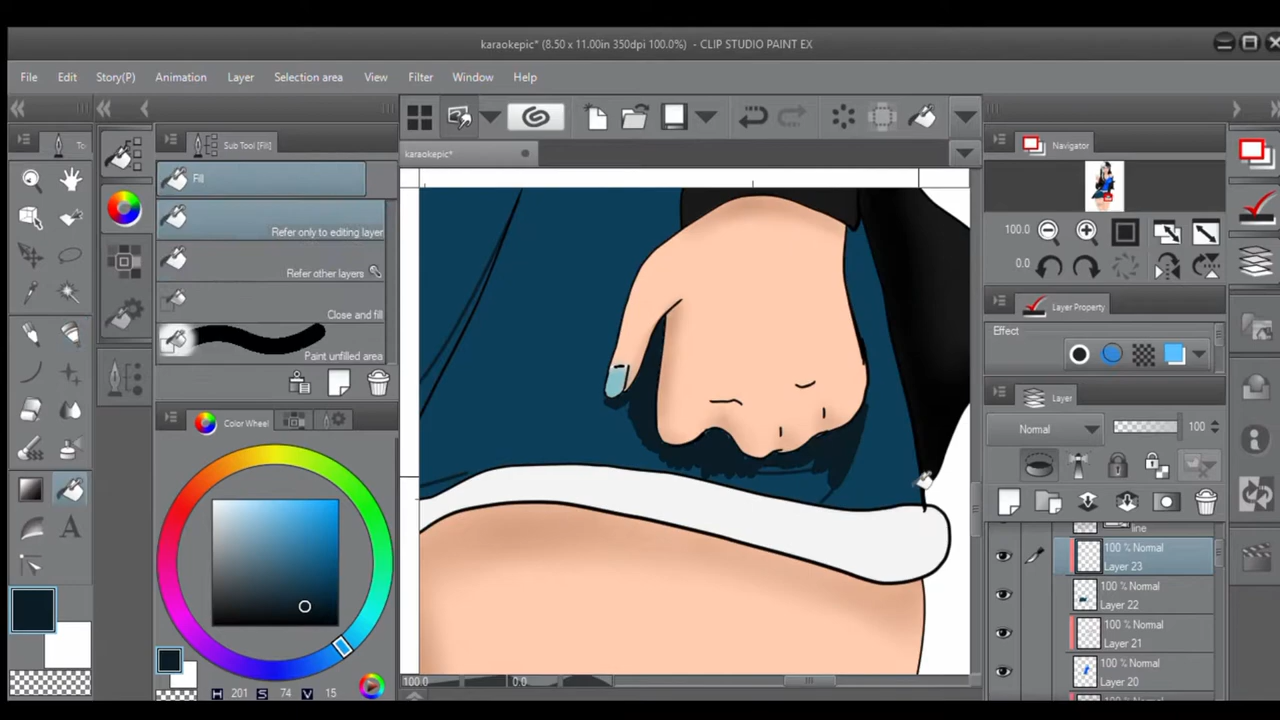 karaokepic* (8.50 x 11.00in 350dpi 100.0%) - CLIP STUDIO PAINT EX
File Edit Story(P) Animation Layer Selection area View Filter Window Help
To
Sub Tool [Fill]
karaokepic*
Navigator
Fill
Refer only to editing layer
Refer other layers
Close and fill
Paint unfilled area
100.0
0.0
Layer Property
Effect
Layer
Normal
100
Color Wheel
line
100 % Normal
Layer 23
100 % Normal
Layer 22
100 % Normal
Layer 21
100 % Normal
Layer 20
A
H 201 S 74 V 15
100.0
0.0